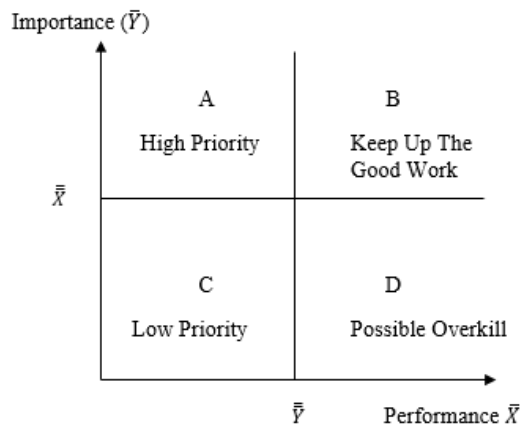 Importance (Ȳ)
A
B
High Priority
Keep Up The
Good Work
X̿
C
D
Low Priority
Possible Overkill
Y̿
Performance X̄